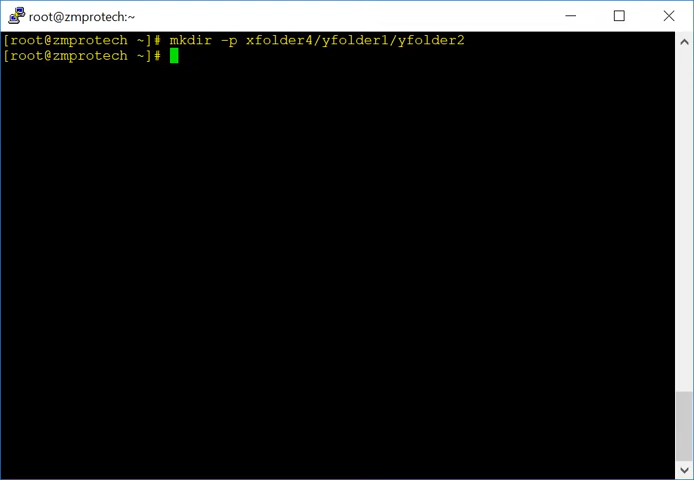 root@zmprotech:~
[root@zmprotech ~]# mkdir -p xfolder4/yfolder1/yfolder2
[root@zmprotech ~]#